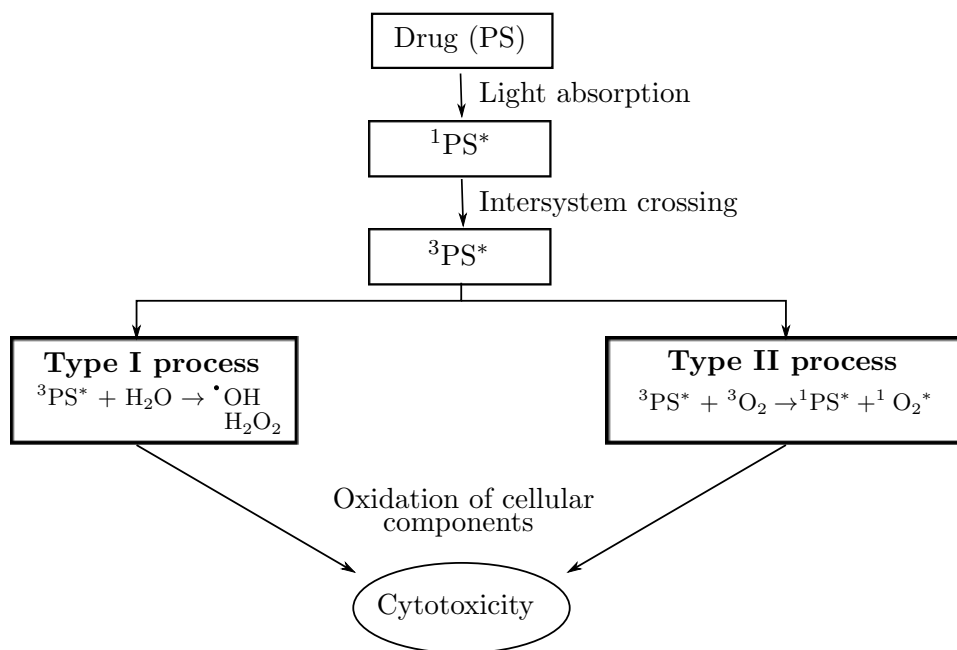 Drug (PS)
Light absorption
¹PS*
Intersystem crossing
³PS*
Type I process
³PS* + H₂O → •OH
H₂O₂
Type II process
³PS* + ³O₂ →¹PS* +¹ O₂*
Oxidation of cellular
components
Cytotoxicity